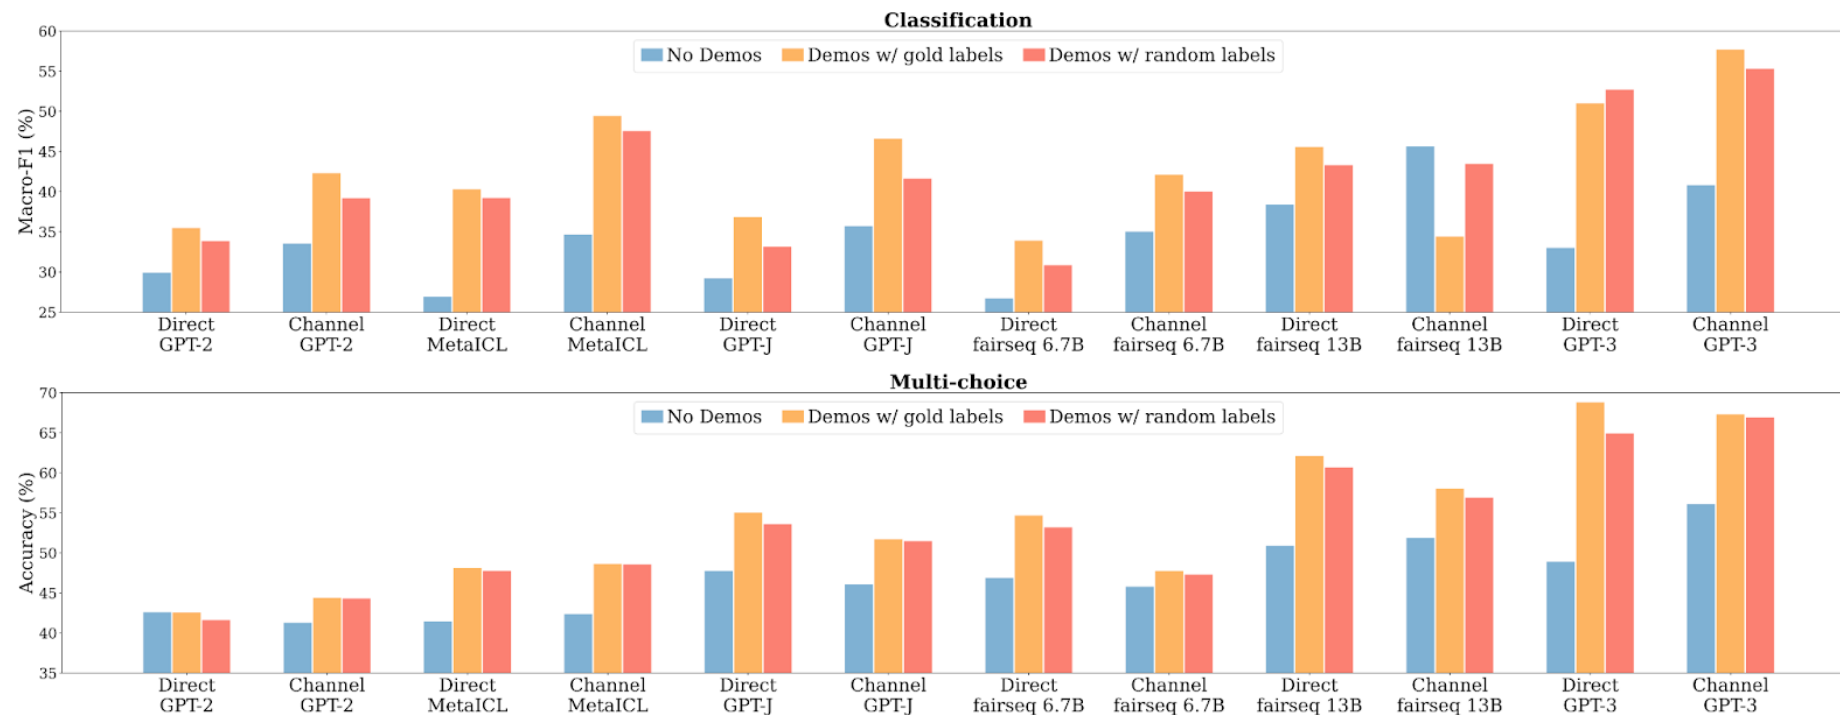 Classification
No Demos Demos w/ gold labels Demos w/ random labels
Macro-F1 (%)
60
55
50
45
40
35
30
25
Direct GPT-2
Channel GPT-2
Direct MetaICL
Channel MetaICL
Direct GPT-J
Channel GPT-J
Direct fairseq 6.7B
Channel fairseq 6.7B
Direct fairseq 13B
Channel fairseq 13B
Direct GPT-3
Channel GPT-3
Multi-choice
No Demos Demos w/ gold labels Demos w/ random labels
Accuracy (%)
70
65
60
55
50
45
40
35
Direct GPT-2
Channel GPT-2
Direct MetaICL
Channel MetaICL
Direct GPT-J
Channel GPT-J
Direct fairseq 6.7B
Channel fairseq 6.7B
Direct fairseq 13B
Channel fairseq 13B
Direct GPT-3
Channel GPT-3